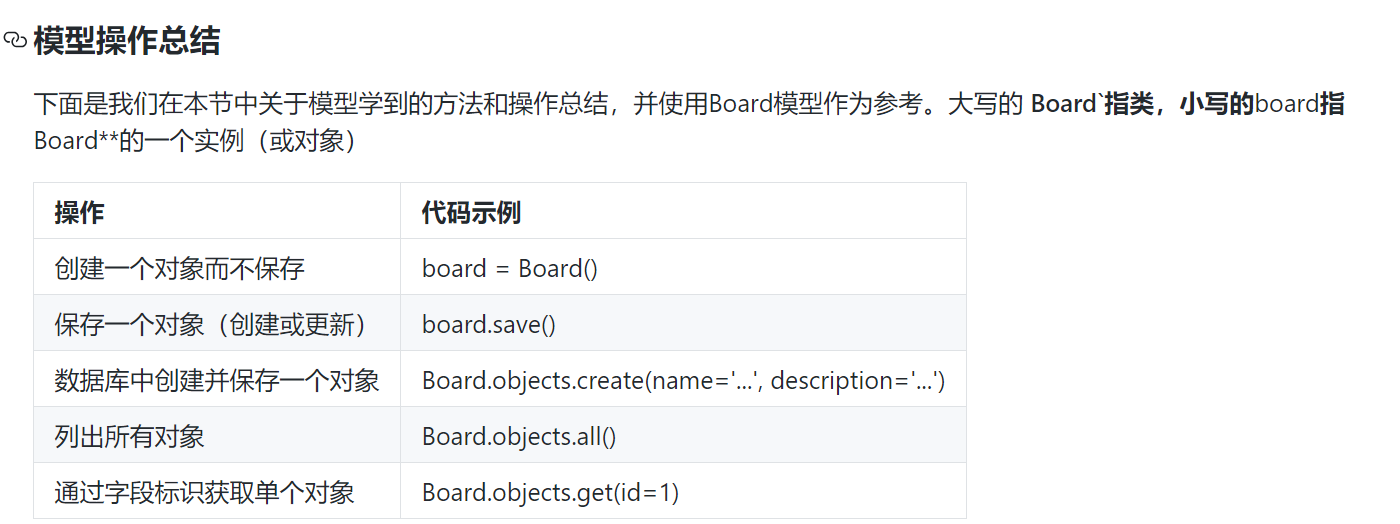 模型操作总结
下面是我们在本节中关于模型学到的方法和操作总结，并使用Board模型作为参考。大写的 Board`指类，小写的board指
Board**的一个实例（或对象）
操作 代码示例
创建一个对象而不保存 board = Board()
保存一个对象（创建或更新） board.save()
数据库中创建并保存一个对象 Board.objects.create(name='...', description='...')
列出所有对象 Board.objects.all()
通过字段标识获取单个对象 Board.objects.get(id=1)